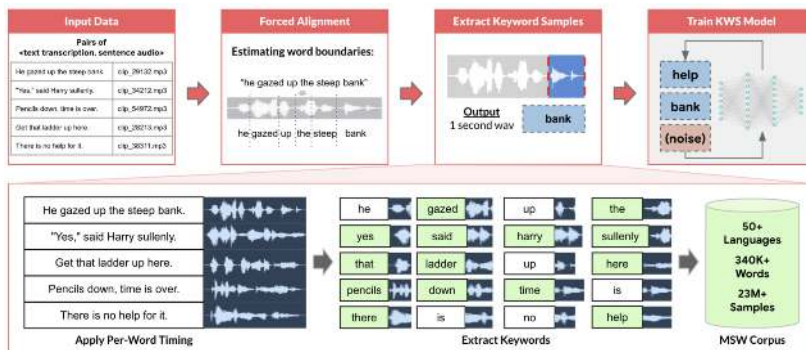 Input Data
Pairs of
<text transcription, sentence audio>
He gazed up the steep bank. clip_29132.mp3
"Yes," said Harry sullenly. clip_34212.mp3
Pencils down, time is over. clip_54972.mp3
Get that ladder up here. clip_28213.mp3
There is no help for it. clip_38311.mp3
Forced Alignment
Estimating word boundaries:
"he gazed up the steep bank"
he gazed up the steep bank
Extract Keyword Samples
Output
1 second wav
bank
Train KWS Model
help
bank
(noise)
He gazed up the steep bank.
"Yes," said Harry sullenly.
Get that ladder up here.
Pencils down, time is over.
There is no help for it.
Apply Per-Word Timing
he gazed up the
yes said harry sullenly
that ladder up here
pencils down time is
there is no help
Extract Keywords
50+
Languages
340K+
Words
23M+
Samples
MSW Corpus